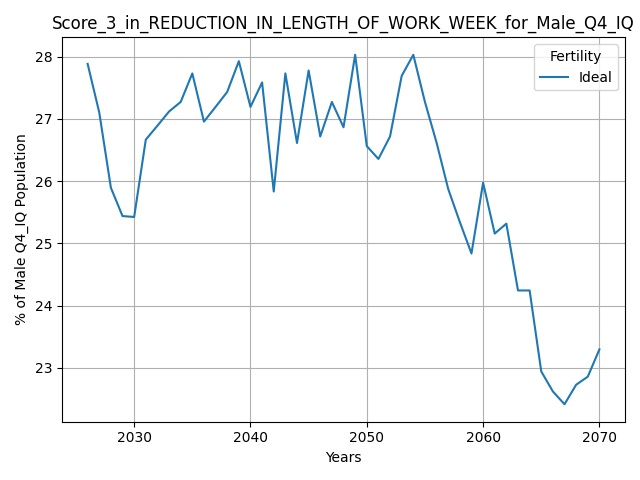 Score_3_in_REDUCTION_IN_LENGTH_OF_WORK_WEEK_for_Male_Q4_IQ
Fertility
Ideal
28
27
26
25
24
23
% of Male Q4_IQ Population
2030 2040 2050 2060 2070
Years